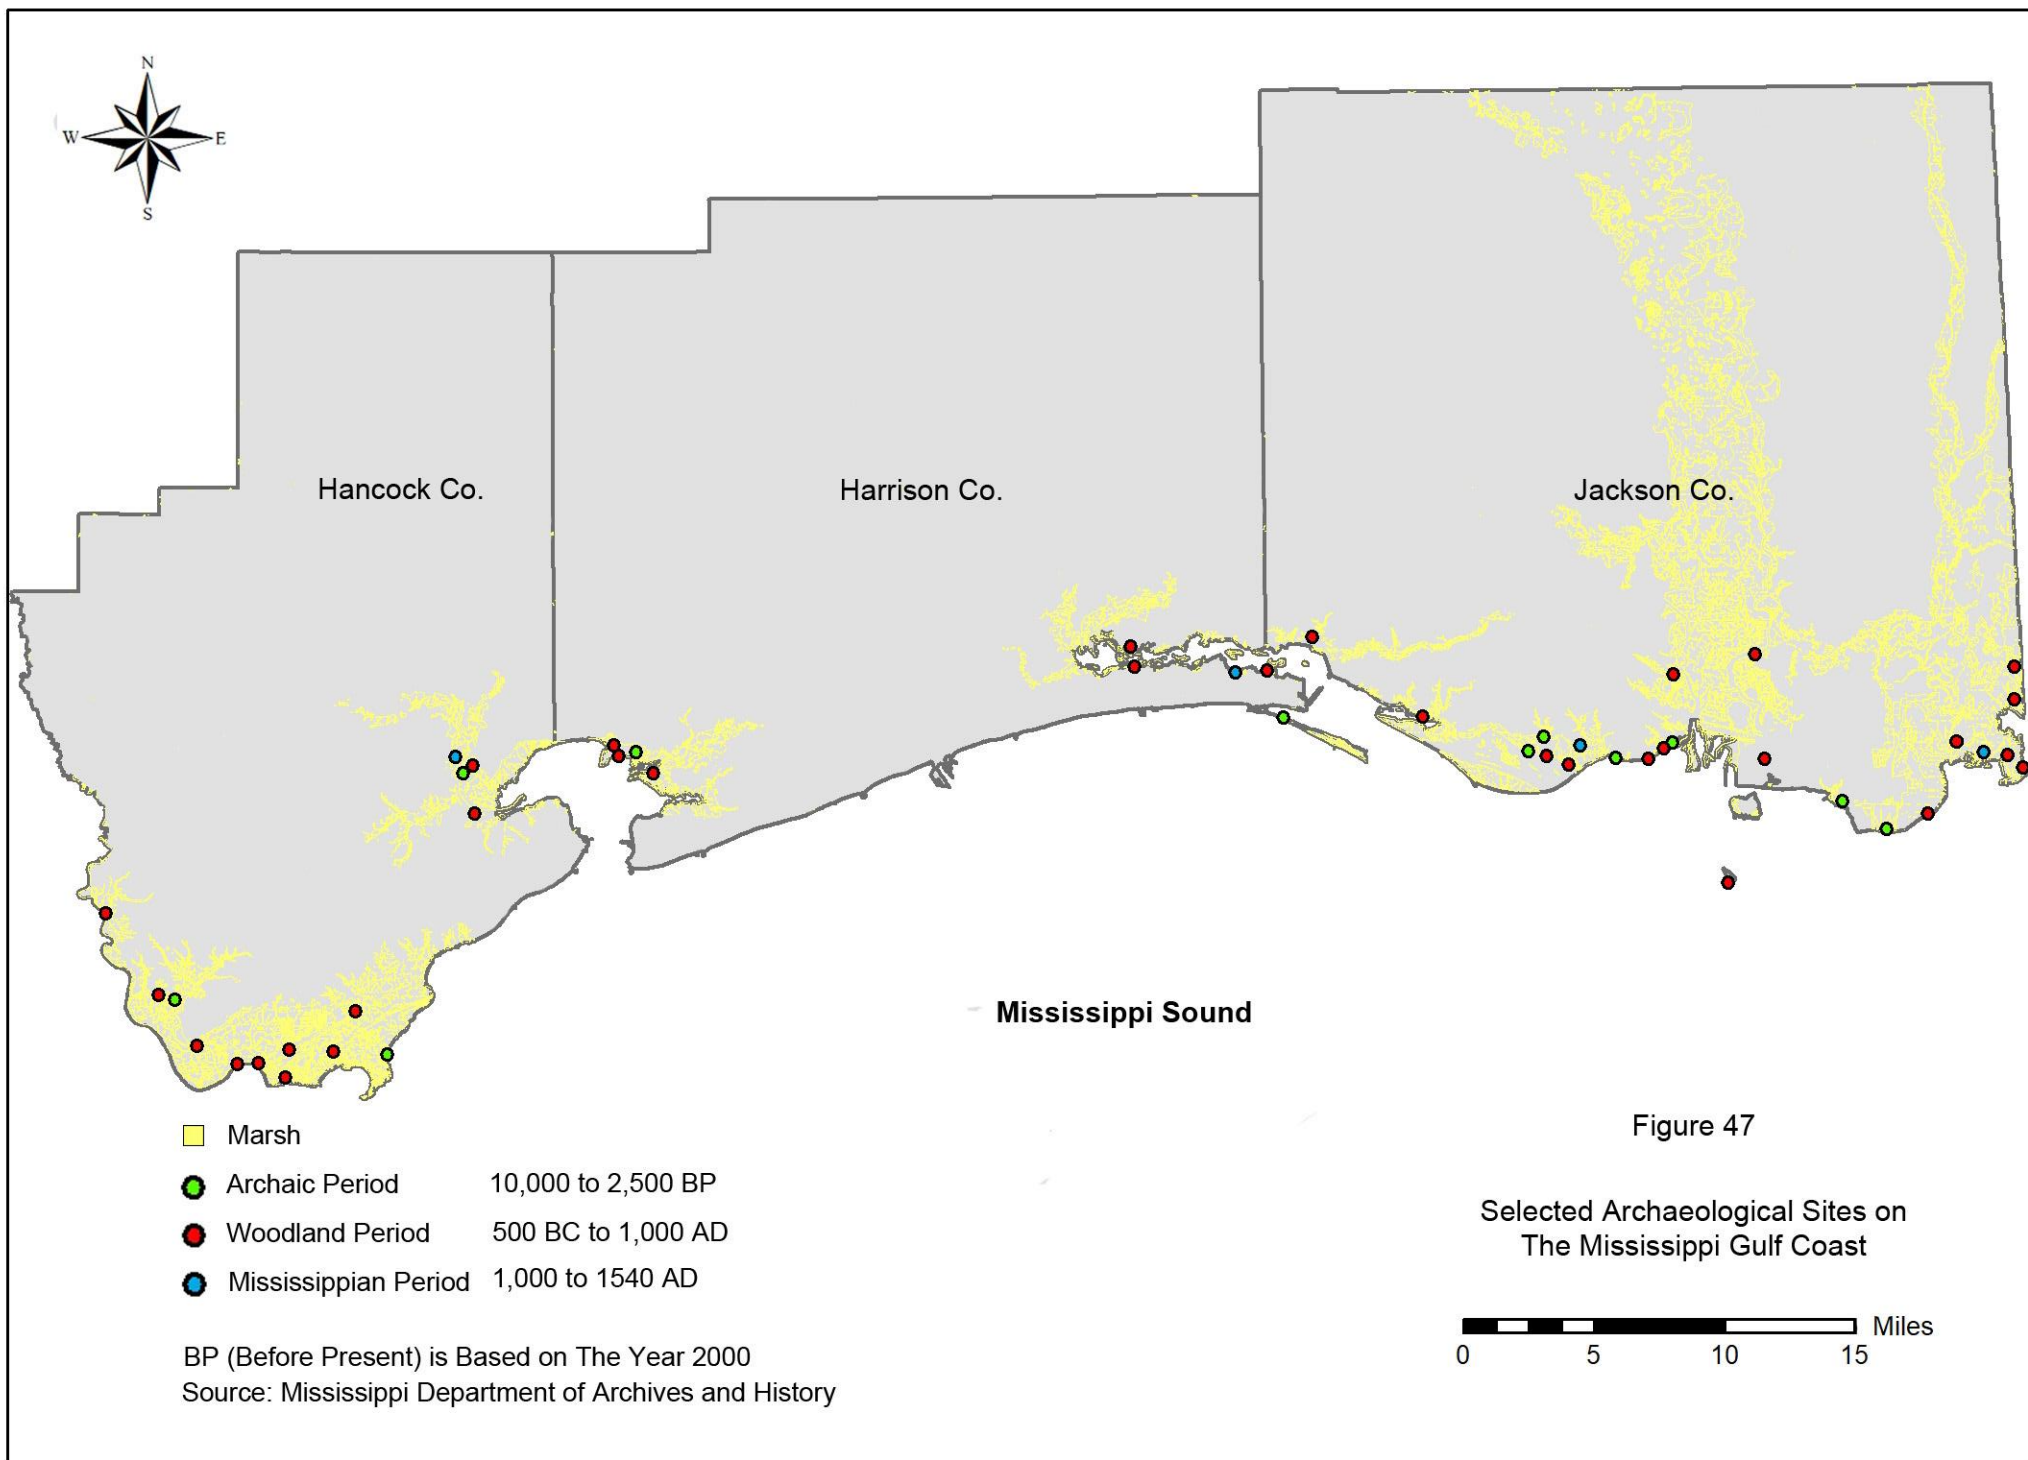 N
W E
S
Hancock Co.
Harrison Co.
Jackson Co.
Mississippi Sound
Marsh
Archaic Period 10,000 to 2,500 BP
Woodland Period 500 BC to 1,000 AD
Mississippian Period 1,000 to 1540 AD
BP (Before Present) is Based on The Year 2000
Source: Mississippi Department of Archives and History
Figure 47
Selected Archaeological Sites on
The Mississippi Gulf Coast
Miles
0 5 10 15